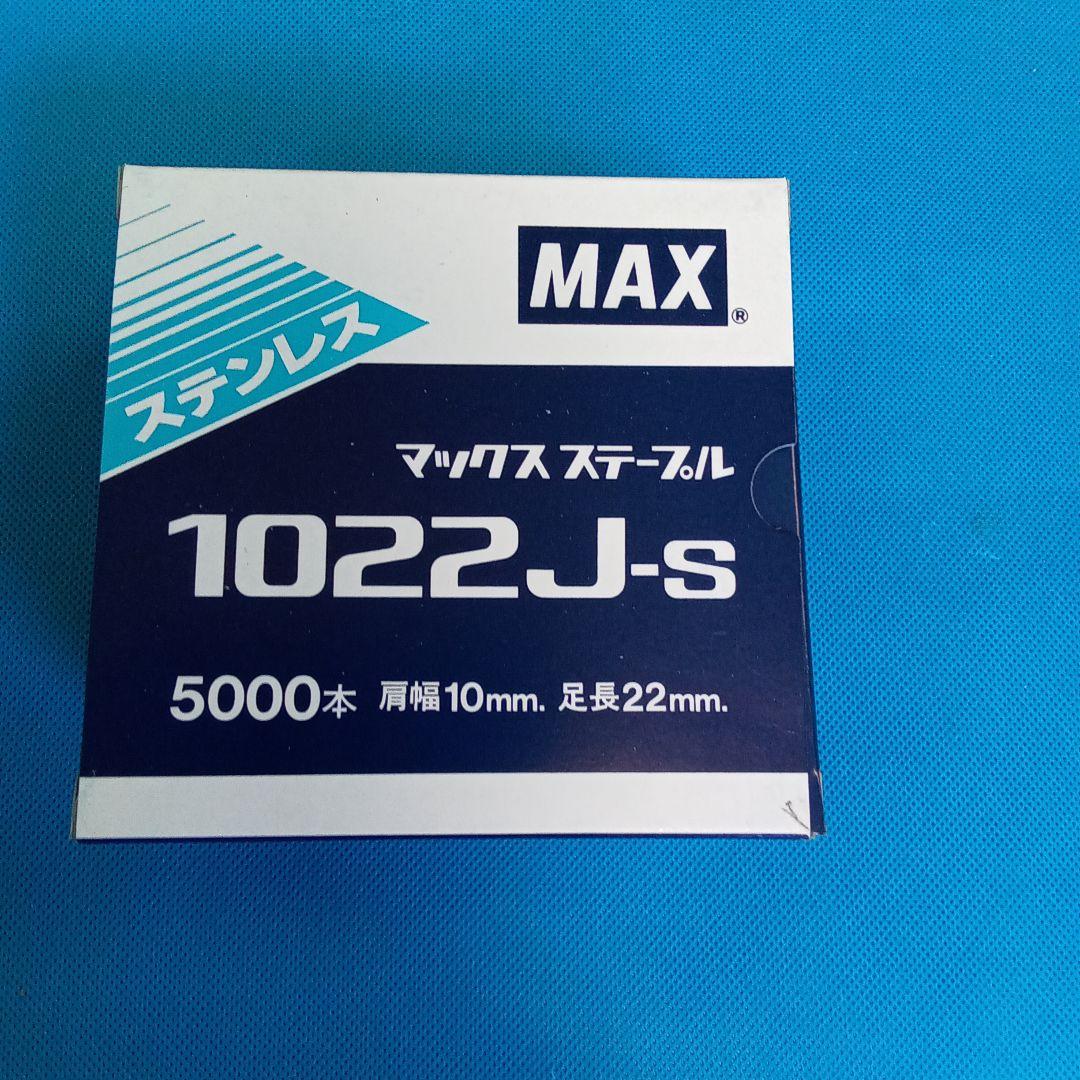 MAX®
ステンレス
マックス ステープル
1022J-S
5000本 肩幅10mm. 足長22mm.